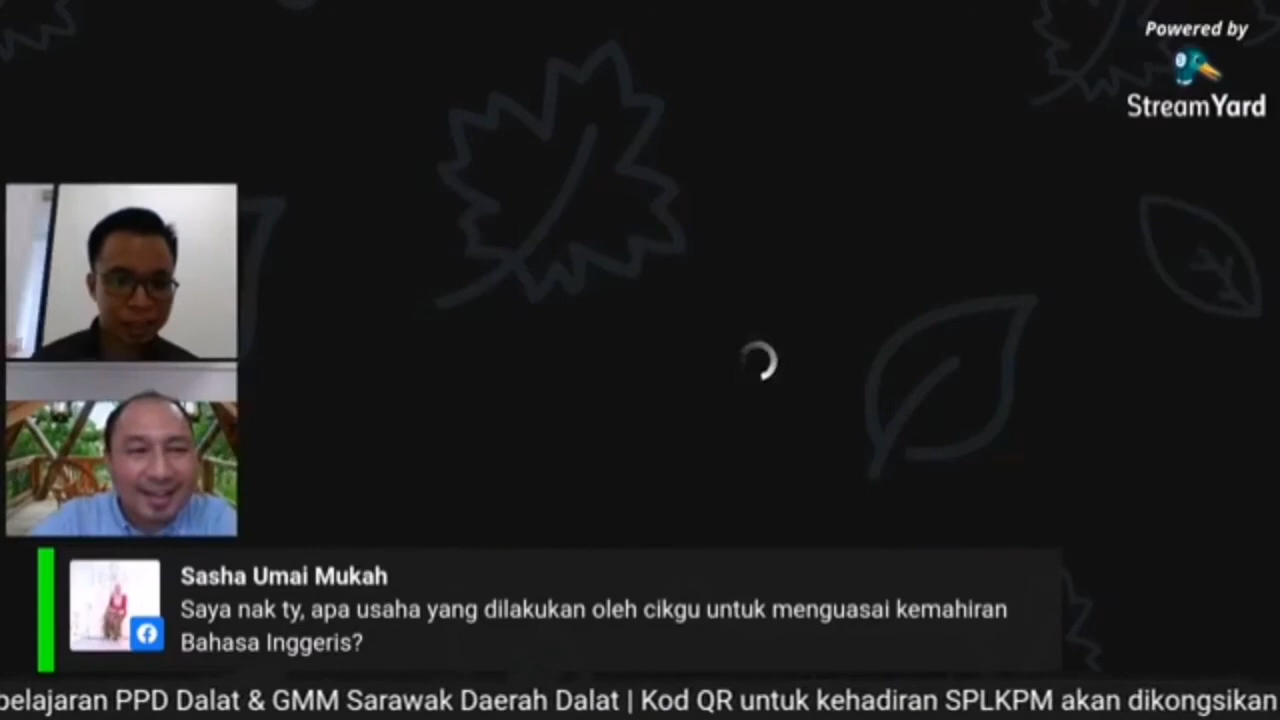 Powered by
StreamYard
Sasha Umai Mukah
Saya nak ty, apa usaha yang dilakukan oleh cikgu untuk menguasai kemahiran
Bahasa Inggeris?
pelajaran PPD Dalat & GMM Sarawak Daerah Dalat | Kod QR untuk kehadiran SPLKPM akan dikongsikan